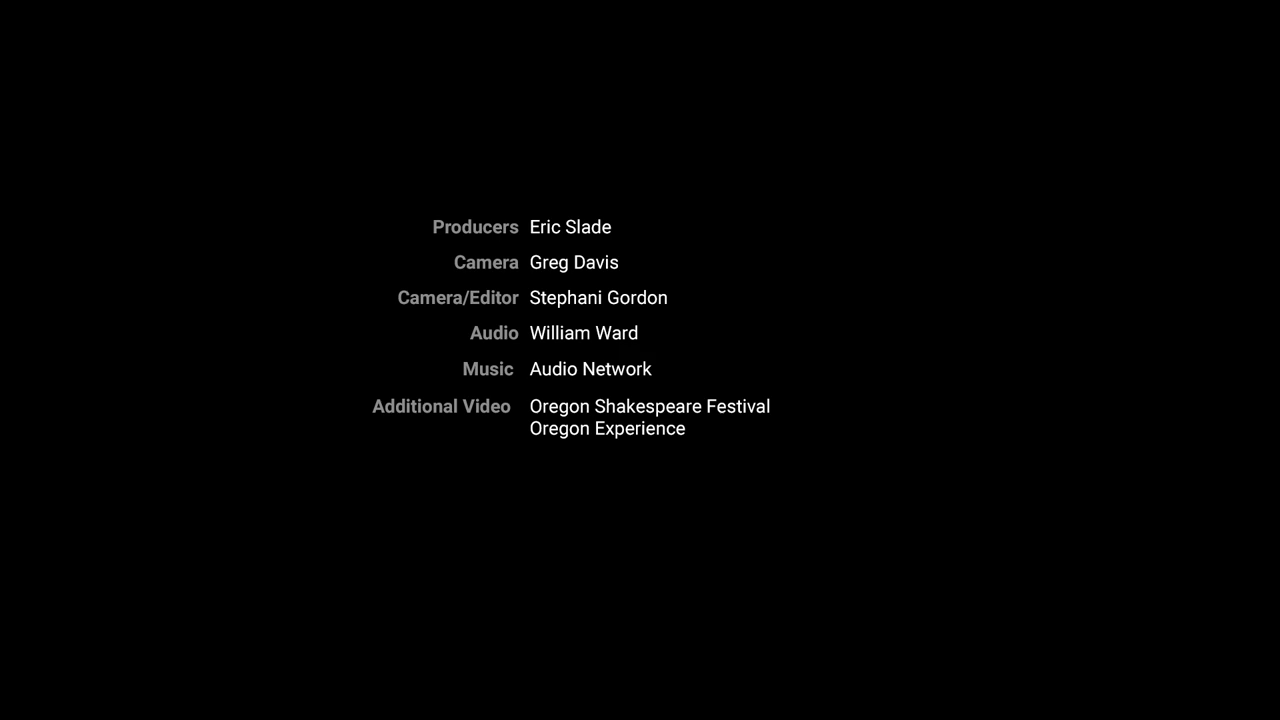 Producers Eric Slade
Camera Greg Davis
Camera/Editor Stephani Gordon
Audio William Ward
Music Audio Network
Additional Video Oregon Shakespeare Festival
Oregon Experience